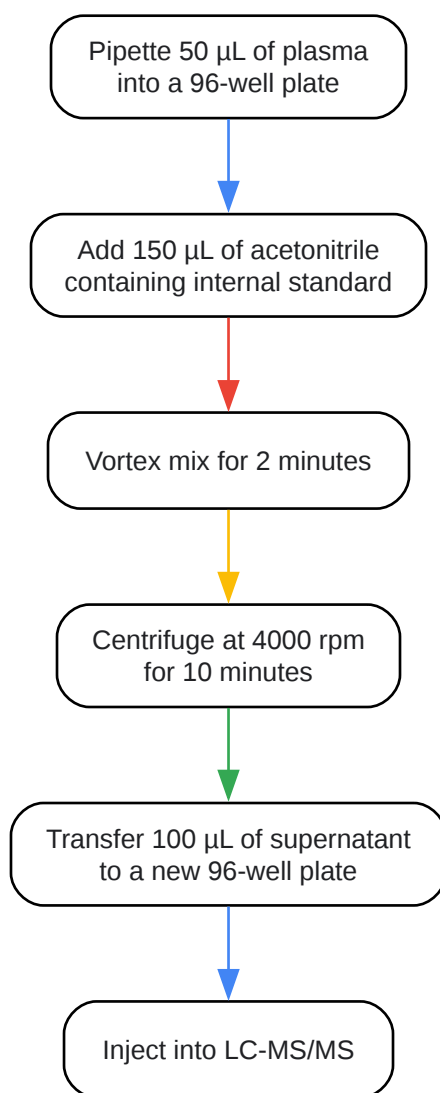 Pipette 50 µL of plasma
into a 96-well plate
Add 150 µL of acetonitrile
containing internal standard
Vortex mix for 2 minutes
Centrifuge at 4000 rpm
for 10 minutes
Transfer 100 µL of supernatant
to a new 96-well plate
Inject into LC-MS/MS